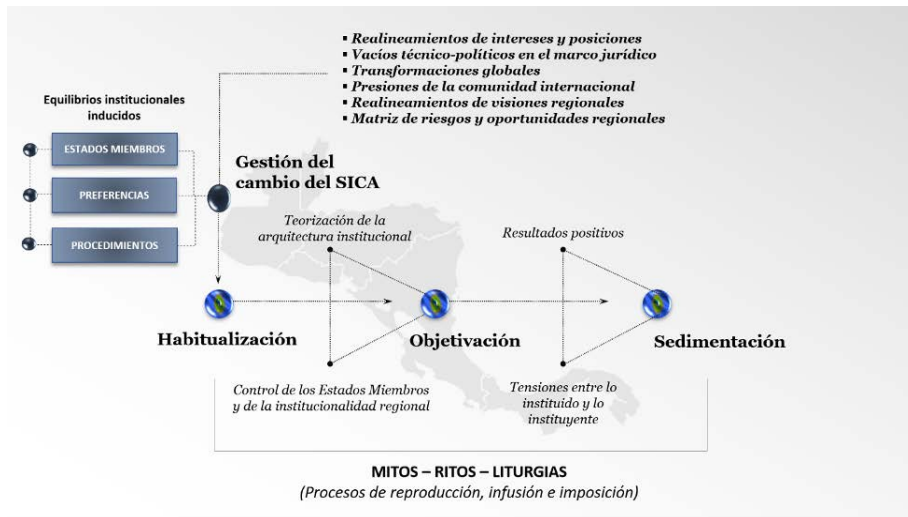 ▪ Realineamientos de intereses y posiciones
▪ Vacíos técnico-políticos en el marco jurídico
▪ Transformaciones globales
▪ Presiones de la comunidad internacional
▪ Realineamientos de visiones regionales
▪ Matriz de riesgos y oportunidades regionales
Equilibrios institucionales
inducidos
ESTADOS MIEMBROS
PREFERENCIAS
PROCEDIMIENTOS
Gestión del
cambio del SICA
Teorización de la
arquitectura institucional
Resultados positivos
Habitualización
Objetivación
Sedimentación
Control de los Estados Miembros
y de la institucionalidad regional
Tensiones entre lo
instituido y lo
instituyente
MITOS – RITOS – LITURGIAS
(Procesos de reproducción, infusión e imposición)